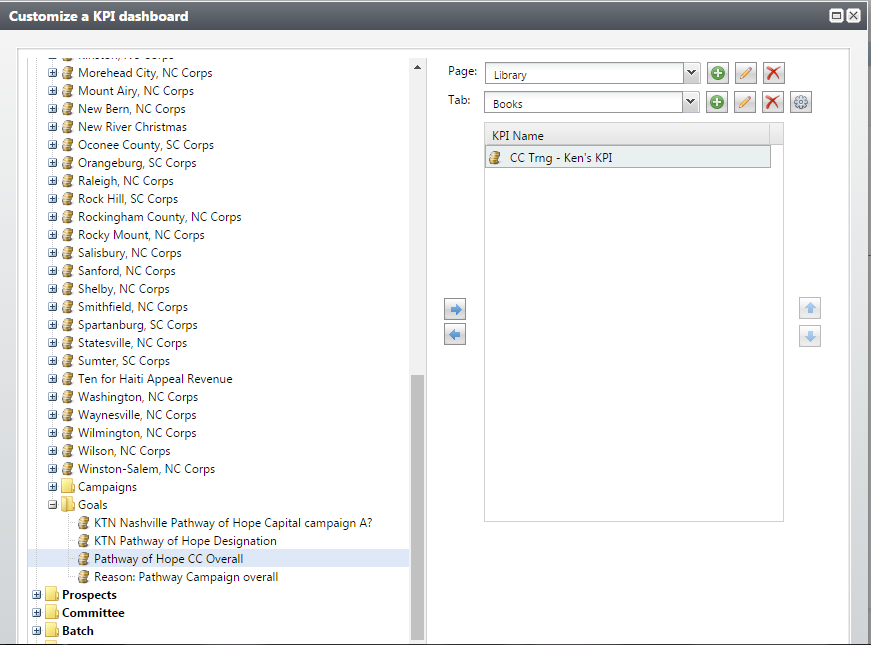 Customize a KPI dashboard
Kinston, NC Corps
Morehead City, NC Corps
Mount Airy, NC Corps
New Bern, NC Corps
New River Christmas
Oconee County, SC Corps
Orangeburg, SC Corps
Raleigh, NC Corps
Rock Hill, SC Corps
Rockingham County, NC Corps
Rocky Mount, NC Corps
Salisbury, NC Corps
Sanford, NC Corps
Shelby, NC Corps
Smithfield, NC Corps
Spartanburg, SC Corps
Statesville, NC Corps
Sumter, SC Corps
Ten for Haiti Appeal Revenue
Washington, NC Corps
Waynesville, NC Corps
Wilmington, NC Corps
Wilson, NC Corps
Winston-Salem, NC Corps
Campaigns
Goals
KTN Nashville Pathway of Hope Capital campaign A?
KTN Pathway of Hope Designation
Pathway of Hope CC Overall
Reason: Pathway Campaign overall
Prospects
Committee
Batch
Page: Library
Tab: Books
KPI Name
CC Trng - Ken's KPI